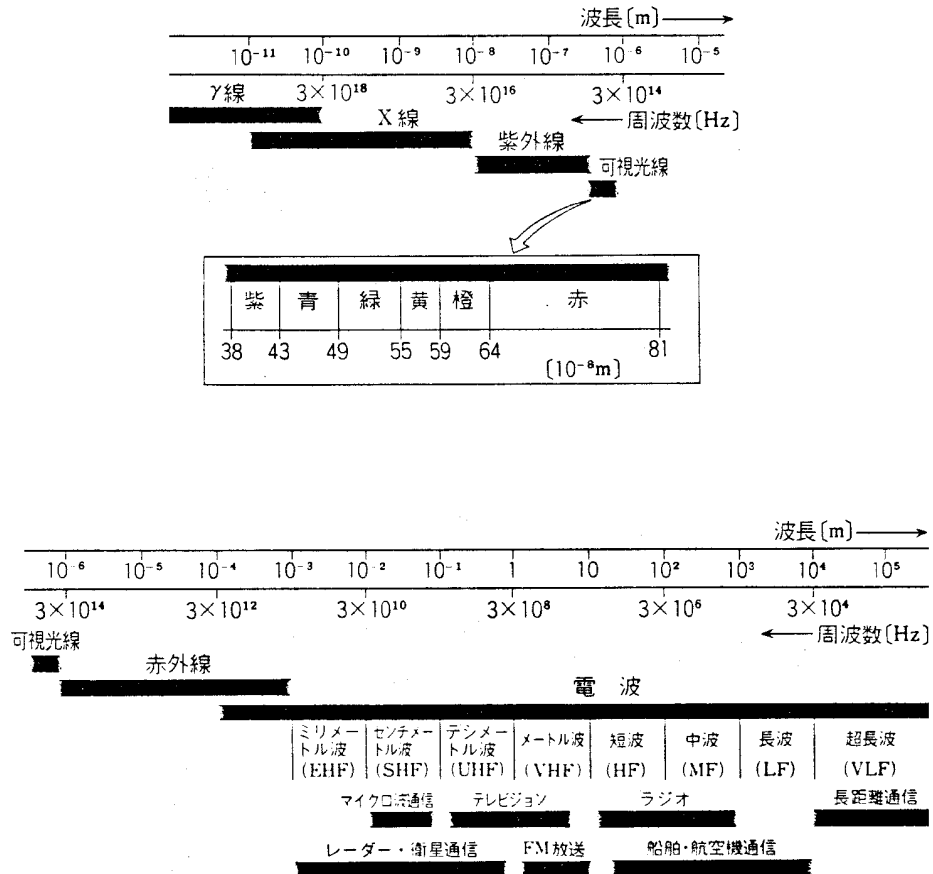 波長〔m〕
10⁻¹¹ 10⁻¹⁰ 10⁻⁹ 10⁻⁸ 10⁻⁷ 10⁻⁶ 10⁻⁵
γ線 3×10¹⁸ 3×10¹⁶ 3×10¹⁴
X線 周波数〔Hz〕
紫外線
可視光線
紫 青 緑 黄 橙 赤
38 43 49 55 59 64 81
〔10⁻⁸m〕
波長〔m〕
10⁻⁶ 10⁻⁵ 10⁻⁴ 10⁻³ 10⁻² 10⁻¹ 1 10 10² 10³ 10⁴ 10⁵
3×10¹⁴ 3×10¹² 3×10¹⁰ 3×10⁸ 3×10⁶ 3×10⁴
可視光線 周波数〔Hz〕
赤外線
電波
ミリメートル波 (EHF)
センチメートル波 (SHF)
デシメートル波 (UHF)
メートル波 (VHF)
短波 (HF)
中波 (MF)
長波 (LF)
超長波 (VLF)
マイクロ波通信 テレビジョン ラジオ 長距離通信
レーダー・衛星通信 FM放送 船舶・航空機通信